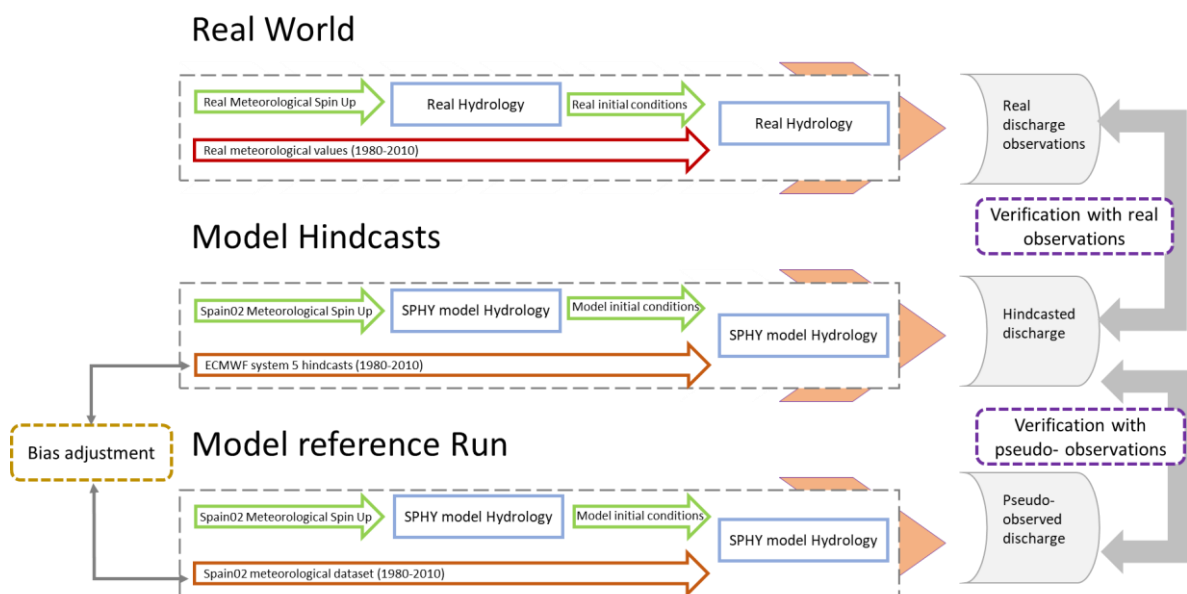 Real World
Real Meteorological Spin Up
Real Hydrology
Real initial conditions
Real Hydrology
Real meteorological values (1980-2010)
Real
discharge
observations
Verification with real
observations
Model Hindcasts
Spain02 Meteorological Spin Up
SPHY model Hydrology
Model initial conditions
SPHY model Hydrology
ECMWF system 5 hindcasts (1980-2010)
Hindcasted
discharge
Bias adjustment
Verification with
pseudo- observations
Model reference Run
Spain02 Meteorological Spin Up
SPHY model Hydrology
Model initial conditions
SPHY model Hydrology
Spain02 meteorological dataset (1980-2010)
Pseudo-
observed
discharge